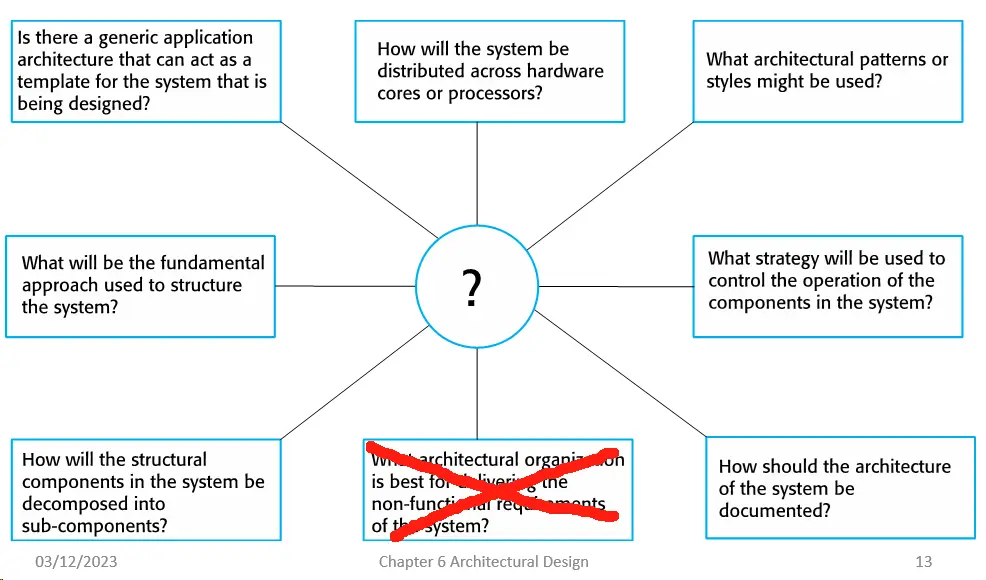 Is there a generic application
architecture that can act as a
template for the system that is
being designed?
How will the system be
distributed across hardware
cores or processors?
What architectural patterns or
styles might be used?
What will be the fundamental
approach used to structure
the system?
?
What strategy will be used to
control the operation of the
components in the system?
How will the structural
components in the system be
decomposed into
sub-components?
What architectural organization
is best for delivering the
non-functional requirements
of the system?
How should the architecture
of the system be
documented?
03/12/2023
Chapter 6 Architectural Design
13